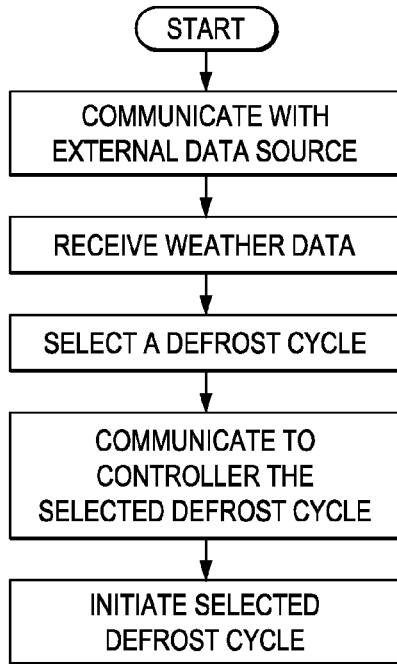 START
COMMUNICATE WITH
EXTERNAL DATA SOURCE
RECEIVE WEATHER DATA
SELECT A DEFROST CYCLE
COMMUNICATE TO
CONTROLLER THE
SELECTED DEFROST CYCLE
INITIATE SELECTED
DEFROST CYCLE